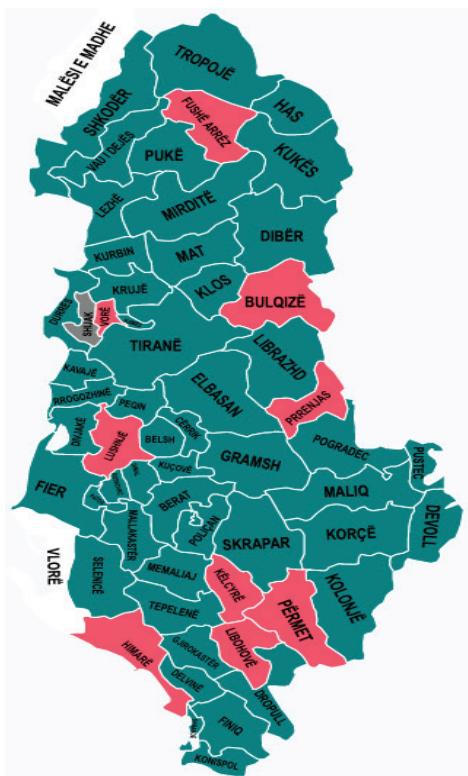 MALËSI E MADHE
TROPOJË
SHKODËR
HAS
FUSHË ARRËZ
KUKËS
VAU I DEJËS
PUKË
LEZHË
MIRDITË
DIBËR
KURBIN
MAT
KLOS
KRUJË
BULQIZË
DURRËS
SHIJAK
VORË
TIRANË
LIBRAZHD
KAVAJË
ELBASAN
RROGOZHINË
PEQIN
PRRENJAS
DIVJAKË
LUSHNJË
BELSH
CËRRIK
POGRADEC
PUSTEC
GRAMSH
KUÇOVË
FIER
MALIQ
BERAT
DEVOLL
MALLAKASTËR
POLIÇAN
KORÇË
SKRAPAR
VLORË
SELENICË
MEMALIAJ
KËLCYRË
KOLONJË
PËRMET
TEPELENË
LIBOHOVË
HIMARË
GJIROKASTËR
DELVINË
DROPULL
FINIQ
KONISPOL